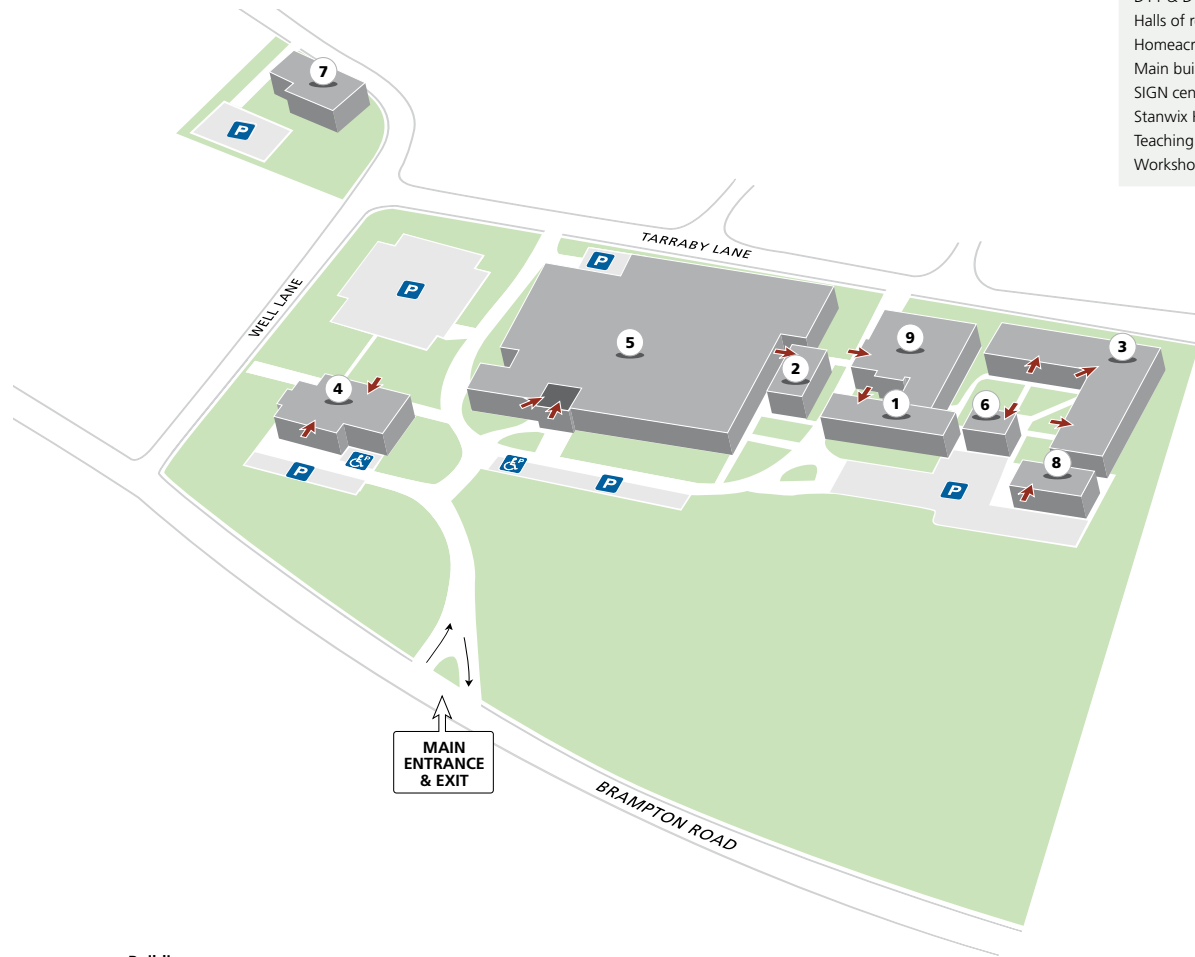 Halls of
Homeacr
Main bui
SIGN cen
Stanwix
Teaching
Worksho
7
P
TARRABY LANE
P
WELL LANE
P
5
9
3
2
4
1
6
P
P
P
P
8
P
P
MAIN
ENTRANCE
& EXIT
BRAMPTON ROAD